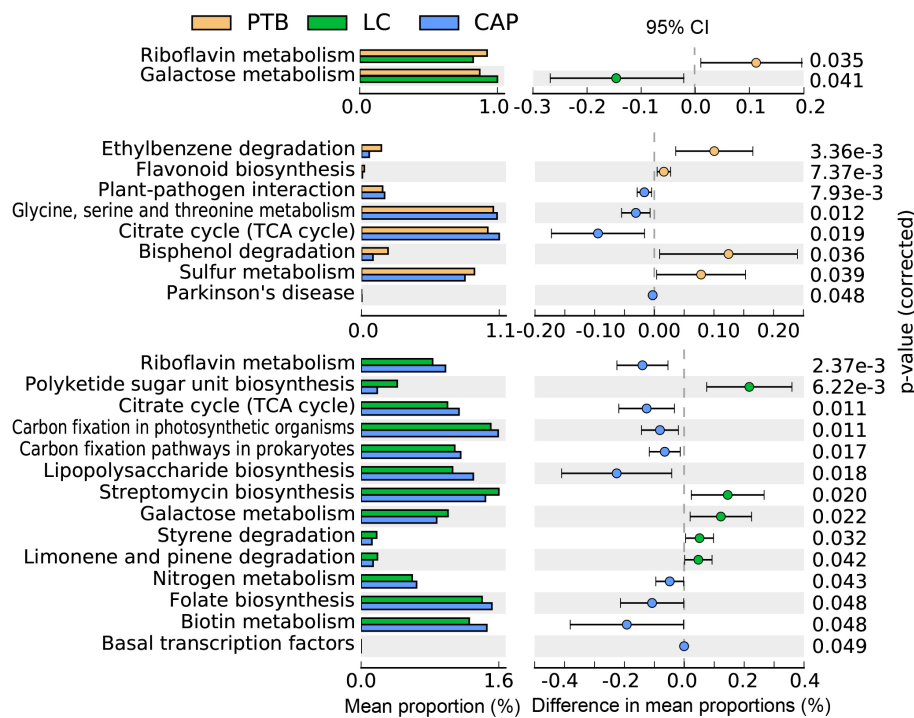 PTB LC CAP
95% CI
Riboflavin metabolism 0.035
Galactose metabolism 0.041
0.0 1.0 -0.3 -0.2 -0.1 0.0 0.1 0.2
Ethylbenzene degradation 3.36e-3
Flavonoid biosynthesis 7.37e-3
Plant-pathogen interaction 7.93e-3
Glycine, serine and threonine metabolism 0.012
Citrate cycle (TCA cycle) 0.019
Bisphenol degradation 0.036
Sulfur metabolism 0.039
Parkinson's disease 0.048
0.0 1.1 -0.20 -0.10 0.00 0.10 0.20
p-value (corrected)
Riboflavin metabolism 2.37e-3
Polyketide sugar unit biosynthesis 6.22e-3
Citrate cycle (TCA cycle) 0.011
Carbon fixation in photosynthetic organisms 0.011
Carbon fixation pathways in prokaryotes 0.017
Lipopolysaccharide biosynthesis 0.018
Streptomycin biosynthesis 0.020
Galactose metabolism 0.022
Styrene degradation 0.032
Limonene and pinene degradation 0.042
Nitrogen metabolism 0.043
Folate biosynthesis 0.048
Biotin metabolism 0.048
Basal transcription factors 0.049
0.0 1.6 -0.4 -0.2 0.0 0.2 0.4
Mean proportion (%) Difference in mean proportions (%)